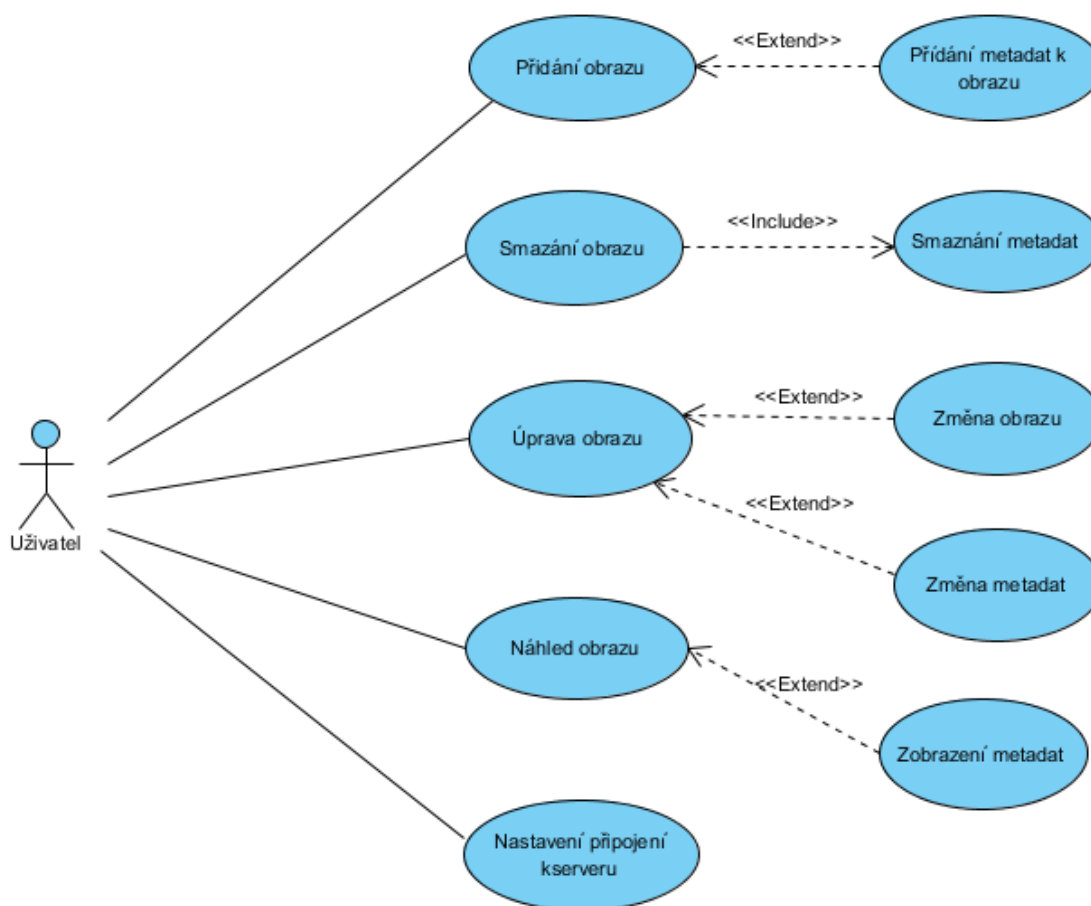 <<Extend>>
Přidání obrazu
Přídání metadat k
obrazu
<<Include>>
Smazání obrazu
Smaznání metadat
<<Extend>>
Úprava obrazu
Změna obrazu
<<Extend>>
Uživatel
Změna metadat
Náhled obrazu
<<Extend>>
Zobrazení metadat
Nastavení připojení
kserveru